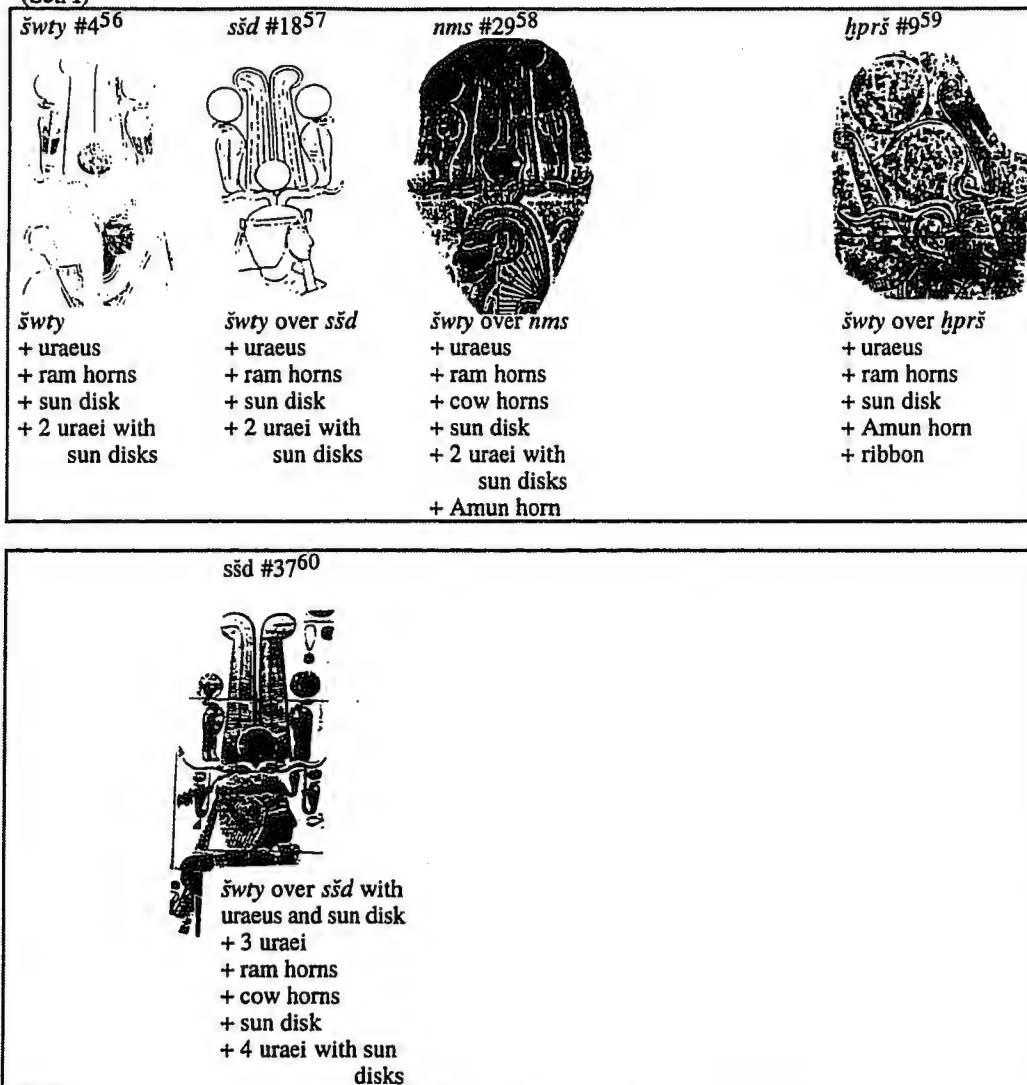 (Seti I)
šwty #4⁵⁶
sšd #18⁵⁷
nms #29⁵⁸
ḫprš #9⁵⁹
šwty
+ uraeus
+ ram horns
+ sun disk
+ 2 uraei with
sun disks
šwty over sšd
+ uraeus
+ ram horns
+ sun disk
+ 2 uraei with
sun disks
šwty over nms
+ uraeus
+ ram horns
+ cow horns
+ sun disk
+ 2 uraei with
sun disks
+ Amun horn
šwty over ḫprš
+ uraeus
+ ram horns
+ sun disk
+ Amun horn
+ ribbon
sšd #37⁶⁰
šwty over sšd with
uraeus and sun disk
+ 3 uraei
+ ram horns
+ cow horns
+ sun disk
+ 4 uraei with sun
disks